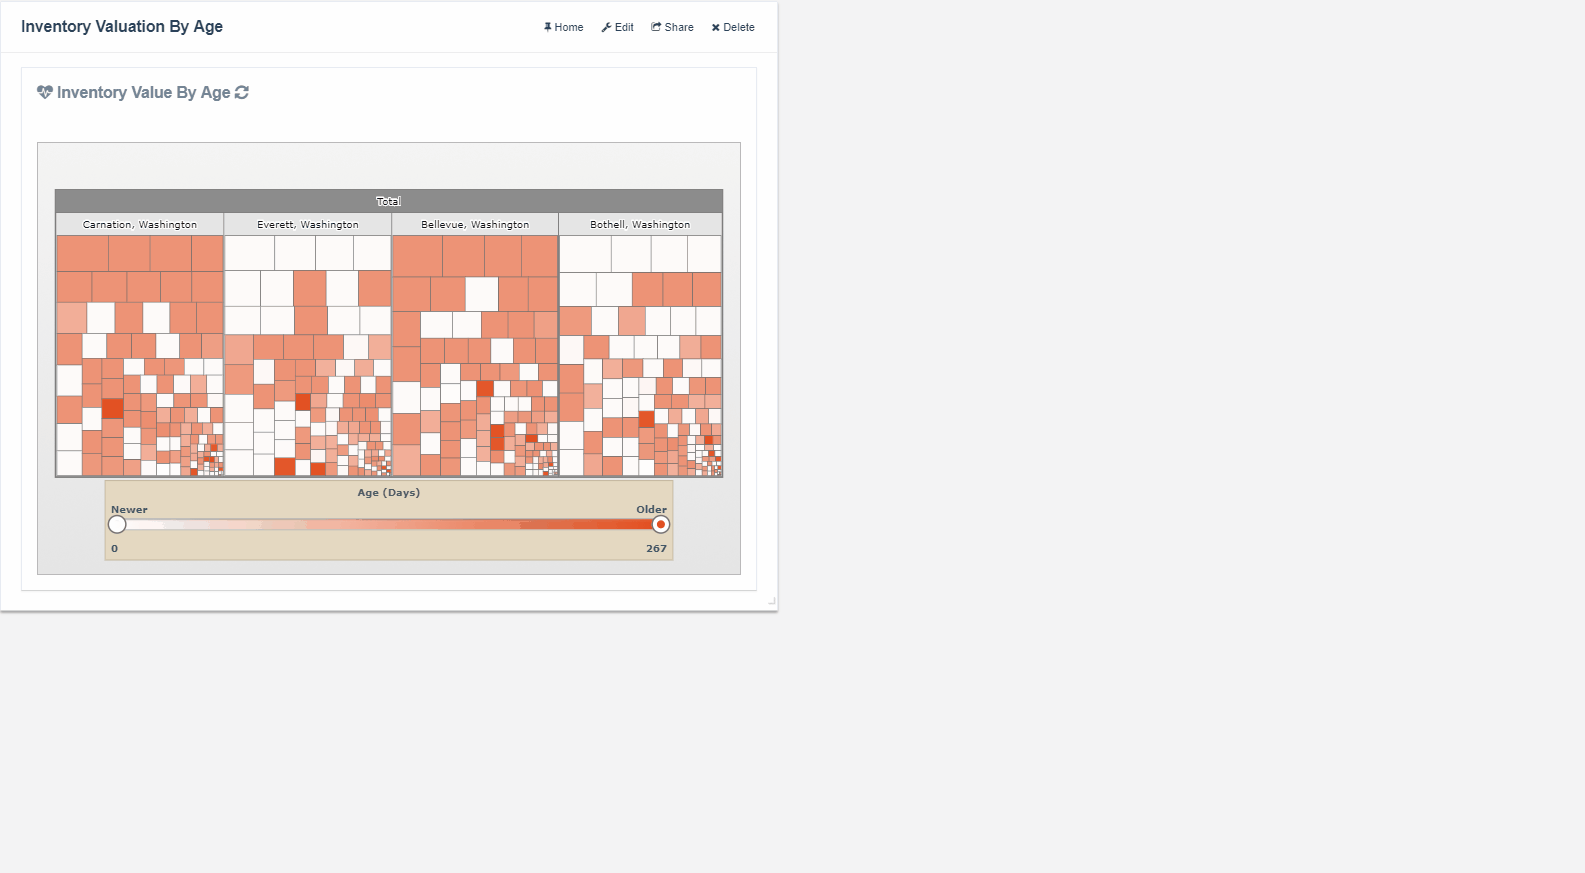 Inventory Valuation By Age
Home Edit Share Delete
Inventory Value By Age
Total
Carnation, Washington Everett, Washington Bellevue, Washington Bothell, Washington
Age (Days)
Newer Older
0 267